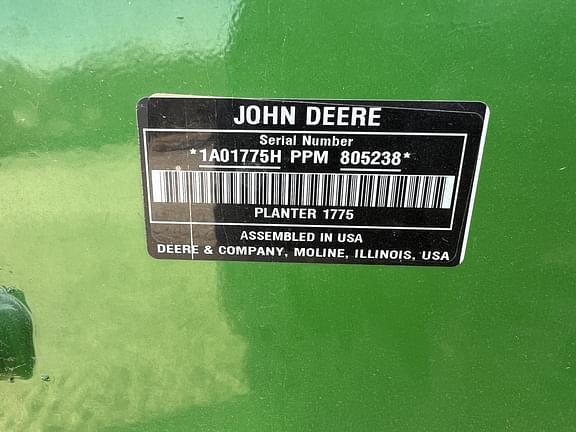 JOHN DEERE
Serial Number
*1A01775H PPM 805238*
PLANTER 1775
ASSEMBLED IN USA
DEERE & COMPANY, MOLINE, ILLINOIS, USA